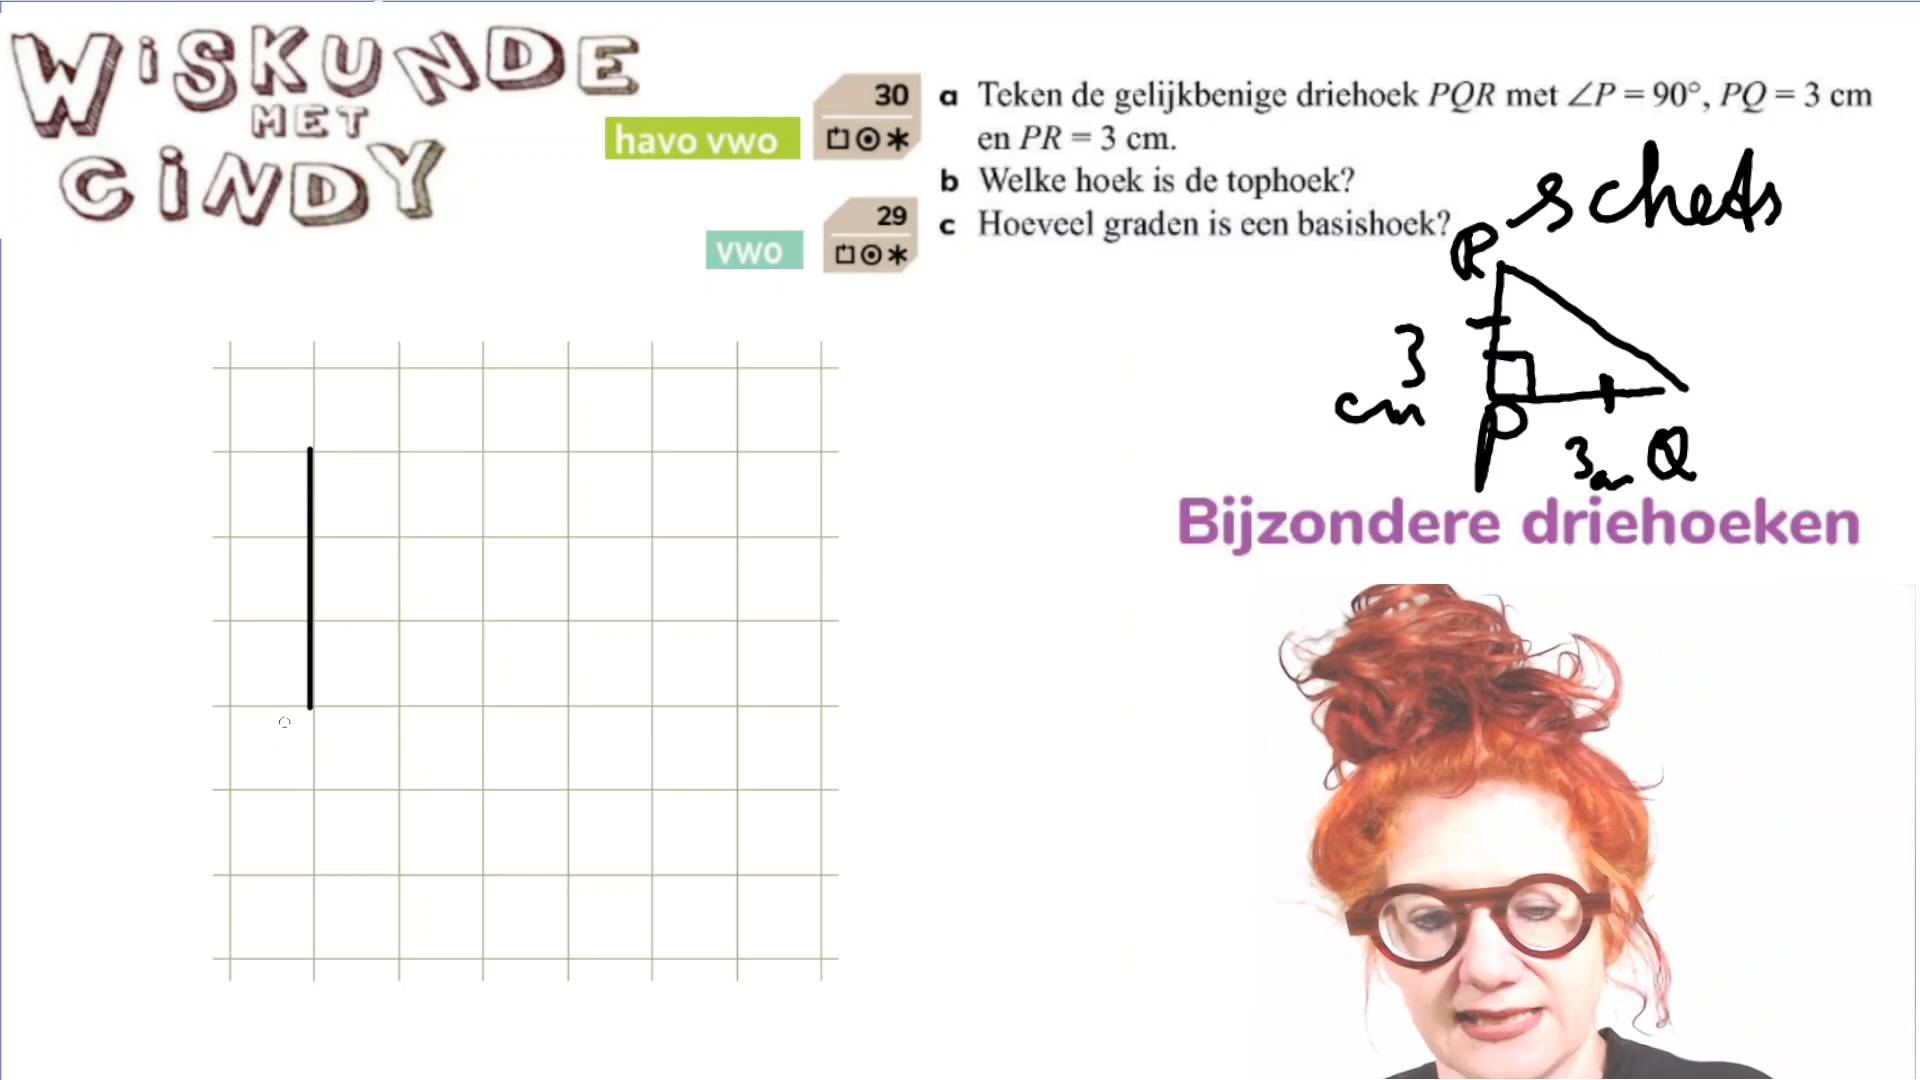 WiSKUNDE
MET
CiNDY
havo vwo
30
a Teken de gelijkbenige driehoek PQR met ∠P = 90°, PQ = 3 cm
en PR = 3 cm.
b Welke hoek is de tophoek?
vwo
29
c Hoeveel graden is een basishoek?
schets
R
3
cm
P
3 cm Q
Bijzondere driehoeken